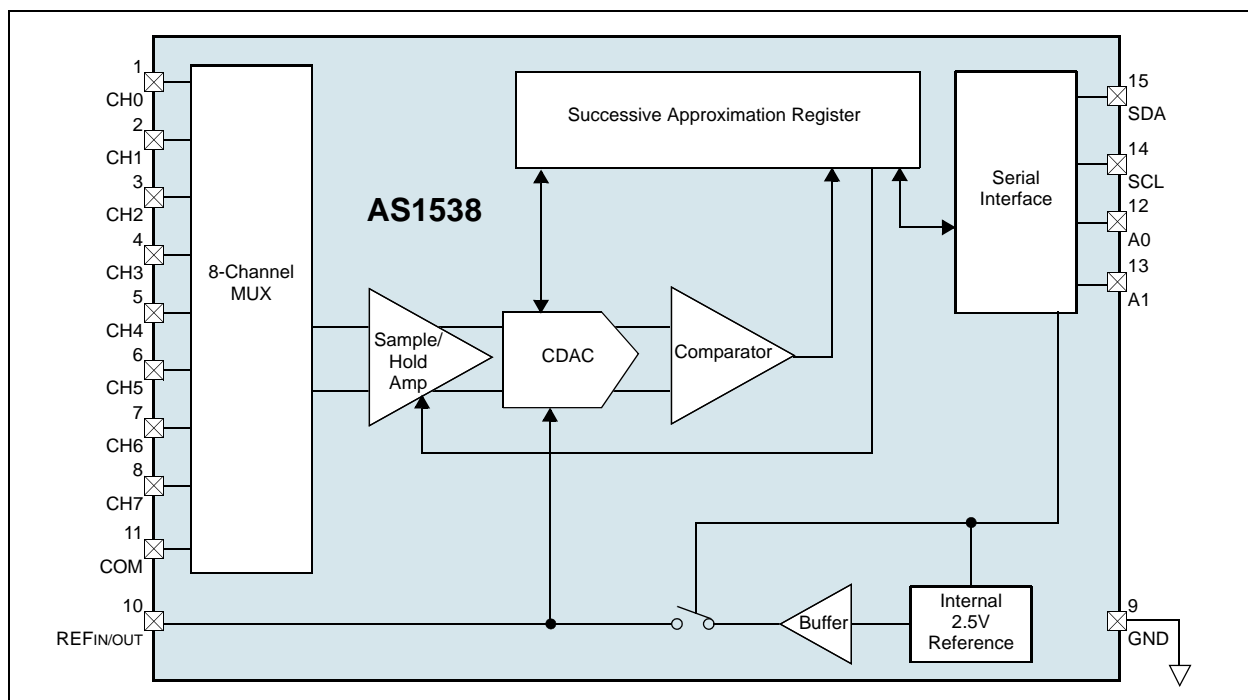 1
CH0
2
CH1
3
CH2
4
CH3
5
CH4
6
CH5
7
CH6
8
CH7
11
COM
10
REFIN/OUT
8-Channel
MUX
AS1538
Successive Approximation Register
Sample/
Hold
Amp
CDAC
Comparator
Serial
Interface
15
SDA
14
SCL
12
A0
13
A1
Buffer
Internal
2.5V
Reference
9
GND